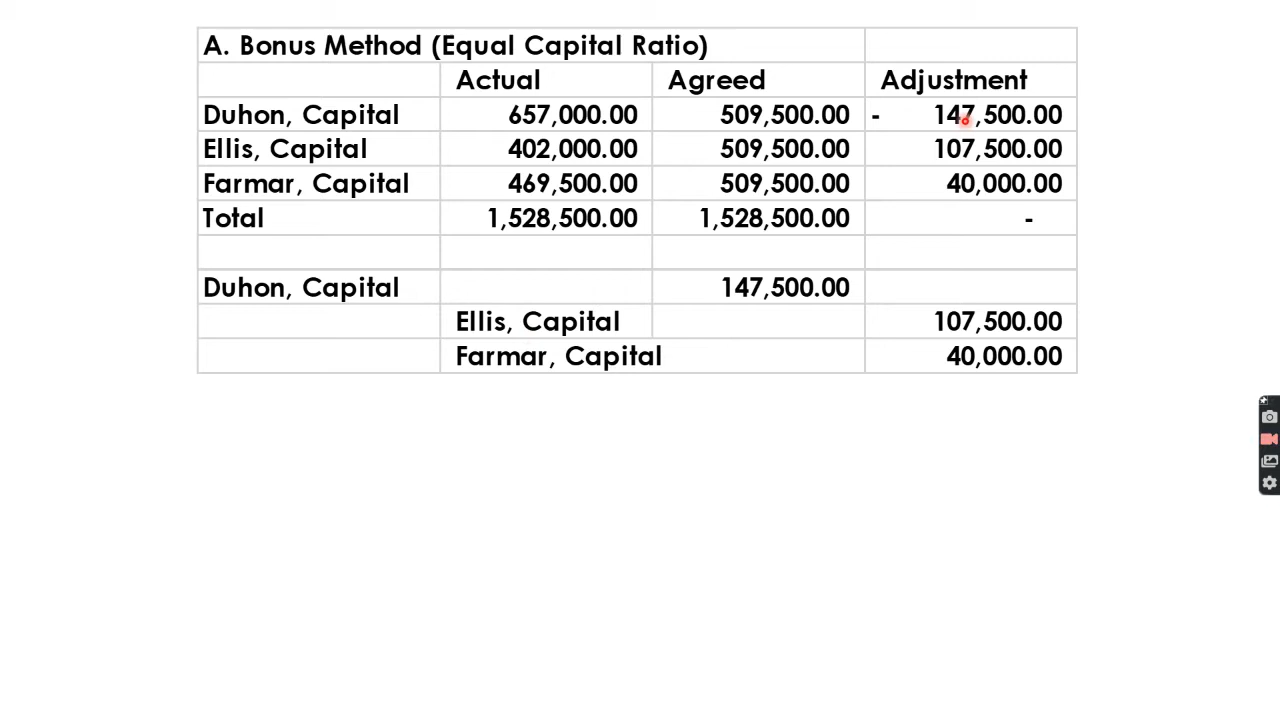 A. Bonus Method (Equal Capital Ratio)
Actual Agreed Adjustment
Duhon, Capital 657,000.00 509,500.00 - 147,500.00
Ellis, Capital 402,000.00 509,500.00 107,500.00
Farmar, Capital 469,500.00 509,500.00 40,000.00
Total 1,528,500.00 1,528,500.00 -
Duhon, Capital 147,500.00
Ellis, Capital 107,500.00
Farmar, Capital 40,000.00